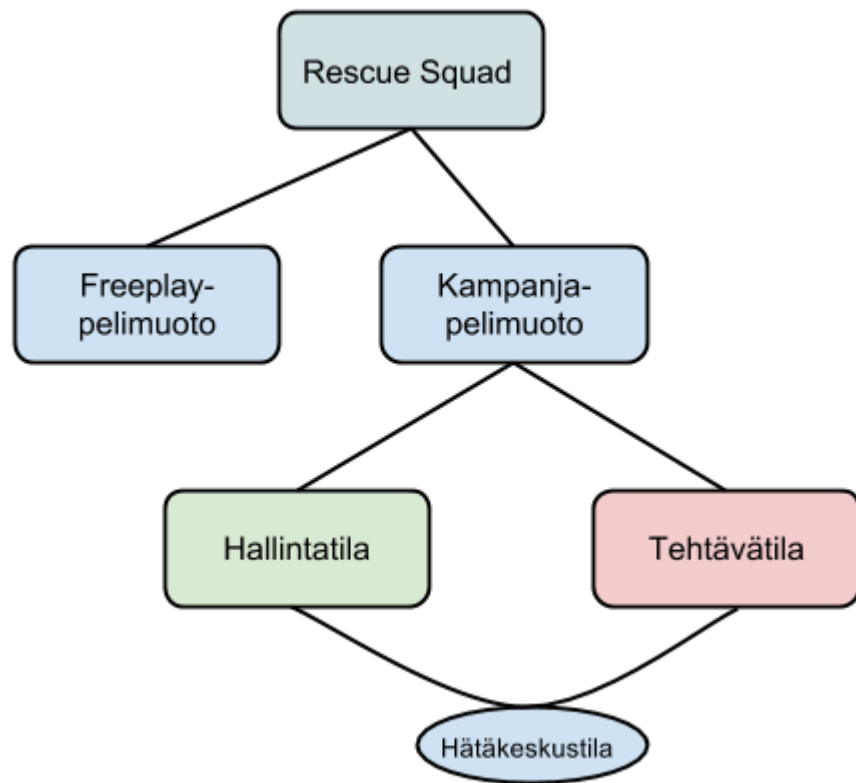 Rescue Squad
Freeplay-
pelimuoto
Kampanja-
pelimuoto
Hallintatila
Tehtävätila
Hätäkeskustila